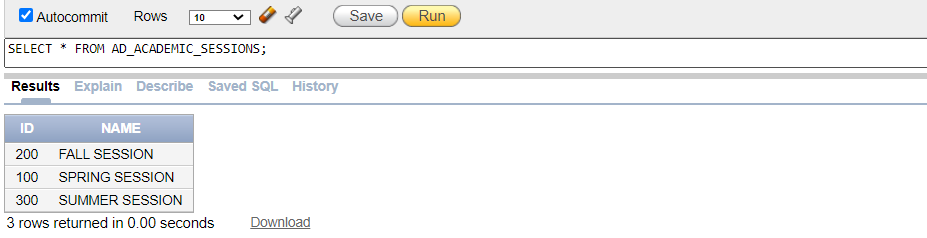 Autocommit Rows 10 Save Run
SELECT * FROM AD_ACADEMIC_SESSIONS;
Results Explain Describe Saved SQL History
ID NAME
200 FALL SESSION
100 SPRING SESSION
300 SUMMER SESSION
3 rows returned in 0.00 seconds Download